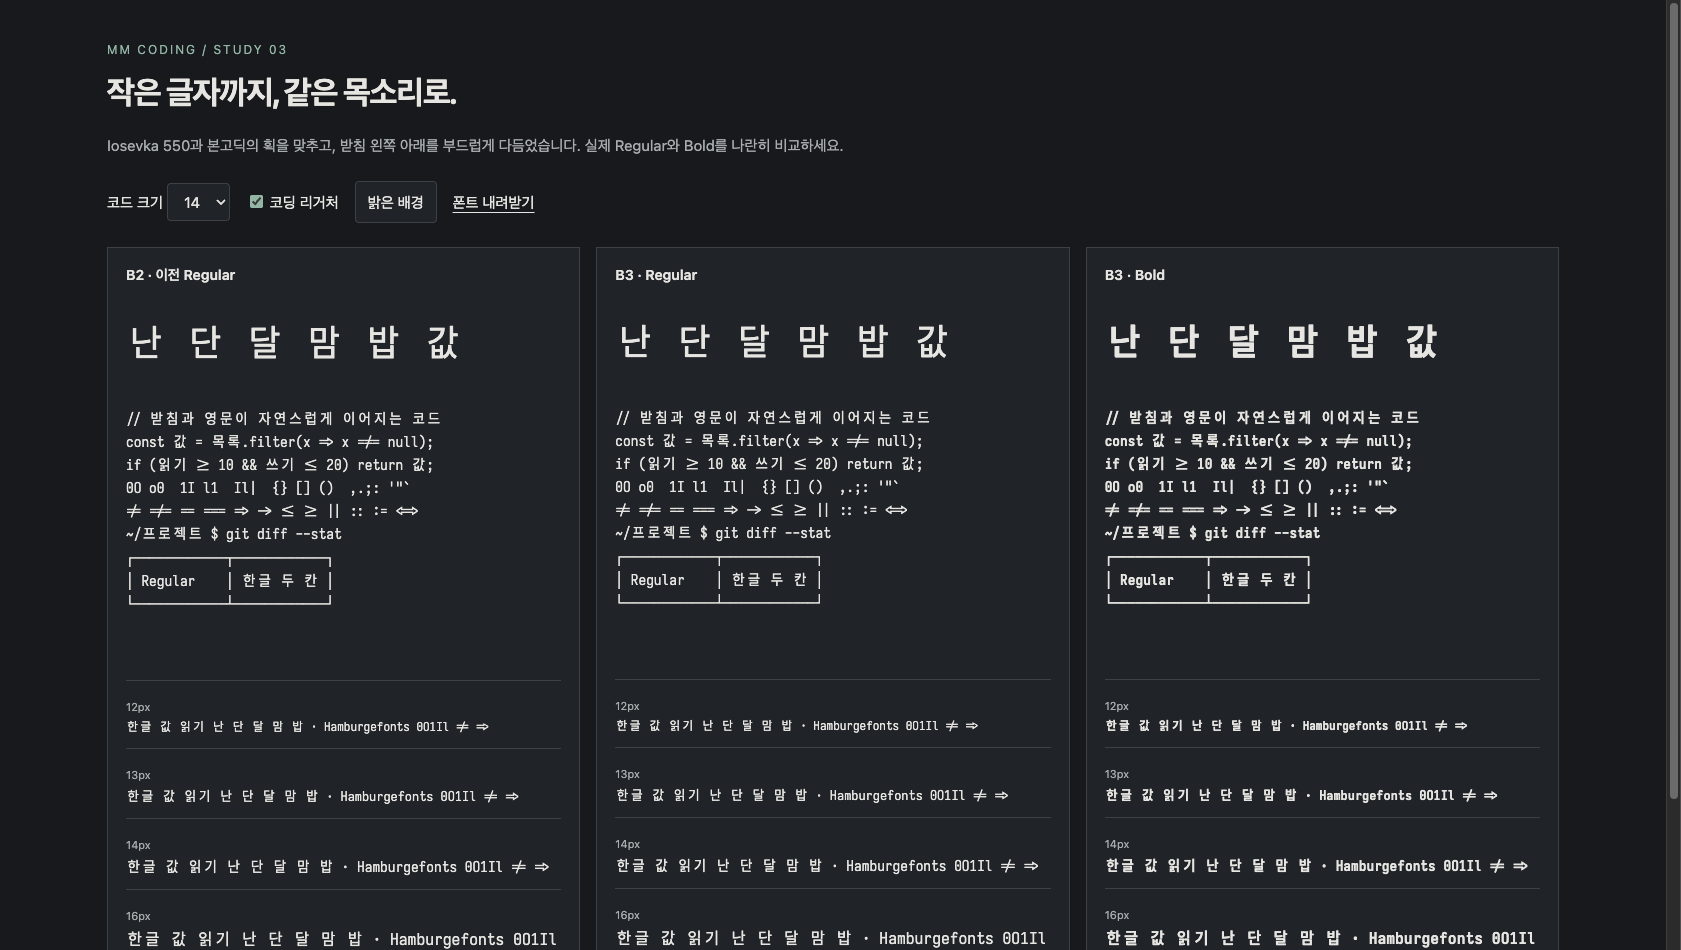 MM CODING / STUDY 03
작은 글자까지, 같은 목소리로.
Iosevka 550과 본고딕의 획을 맞추고, 받침 왼쪽 아래를 부드럽게 다듬었습니다. 실제 Regular와 Bold를 나란히 비교하세요.
코드 크기 14 코딩 리거처 밝은 배경 폰트 내려받기
B2 · 이전 Regular
난 단 달 맘 밥 값
// 받침과 영문이 자연스럽게 이어지는 코드
const 값 = 목록.filter(x => x !== null);
if (읽기 >= 10 && 쓰기 <= 20) return 값;
0O o0  1I l1  Il|  {} [] ()  ,.;: '"`
!= !== == === => -> <= >= || :: := <=>
~/프로젝트 $ git diff --stat
┌────────────┬─────────────┐
│ Regular    │ 한글 두 칸 │
└────────────┴─────────────┘
12px
한글 값 읽기 난 단 달 맘 밥 · Hamburgefonts 0O1Il != =>
13px
한글 값 읽기 난 단 달 맘 밥 · Hamburgefonts 0O1Il != =>
14px
한글 값 읽기 난 단 달 맘 밥 · Hamburgefonts 0O1Il != =>
16px
한글 값 읽기 난 단 달 맘 밥 · Hamburgefonts 0O1Il
B3 · Regular
난 단 달 맘 밥 값
// 받침과 영문이 자연스럽게 이어지는 코드
const 값 = 목록.filter(x => x !== null);
if (읽기 >= 10 && 쓰기 <= 20) return 값;
0O o0  1I l1  Il|  {} [] ()  ,.;: '"`
!= !== == === => -> <= >= || :: := <=>
~/프로젝트 $ git diff --stat
┌────────────┬─────────────┐
│ Regular    │ 한글 두 칸 │
└────────────┴─────────────┘
12px
한글 값 읽기 난 단 달 맘 밥 · Hamburgefonts 0O1Il != =>
13px
한글 값 읽기 난 단 달 맘 밥 · Hamburgefonts 0O1Il != =>
14px
한글 값 읽기 난 단 달 맘 밥 · Hamburgefonts 0O1Il != =>
16px
한글 값 읽기 난 단 달 맘 밥 · Hamburgefonts 0O1Il
B3 · Bold
난 단 달 맘 밥 값
// 받침과 영문이 자연스럽게 이어지는 코드
const 값 = 목록.filter(x => x !== null);
if (읽기 >= 10 && 쓰기 <= 20) return 값;
0O o0  1I l1  Il|  {} [] ()  ,.;: '"`
!= !== == === => -> <= >= || :: := <=>
~/프로젝트 $ git diff --stat
┌────────────┬─────────────┐
│ Regular    │ 한글 두 칸 │
└────────────┴─────────────┘
12px
한글 값 읽기 난 단 달 맘 밥 · Hamburgefonts 0O1Il != =>
13px
한글 값 읽기 난 단 달 맘 밥 · Hamburgefonts 0O1Il != =>
14px
한글 값 읽기 난 단 달 맘 밥 · Hamburgefonts 0O1Il != =>
16px
한글 값 읽기 난 단 달 맘 밥 · Hamburgefonts 0O1Il